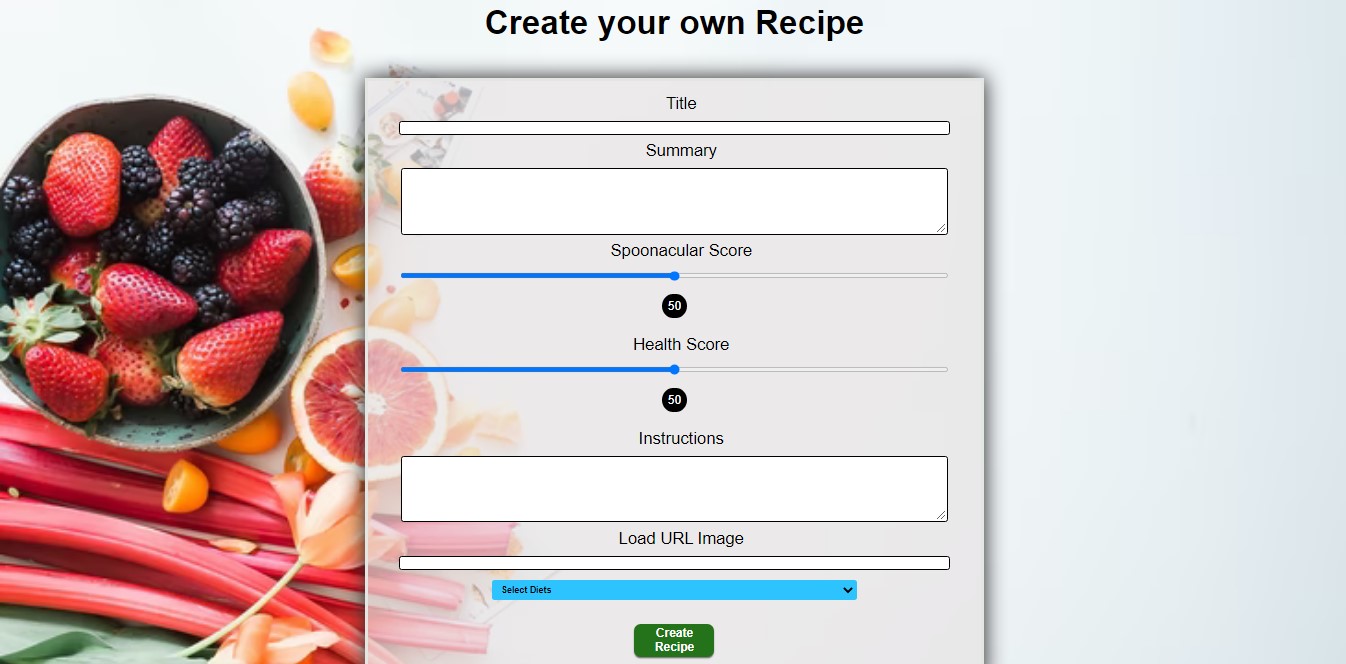 Create your own Recipe
Title
Summary
Spoonacular Score
50
Health Score
50
Instructions
Load URL Image
Select Diets
Create
Recipe